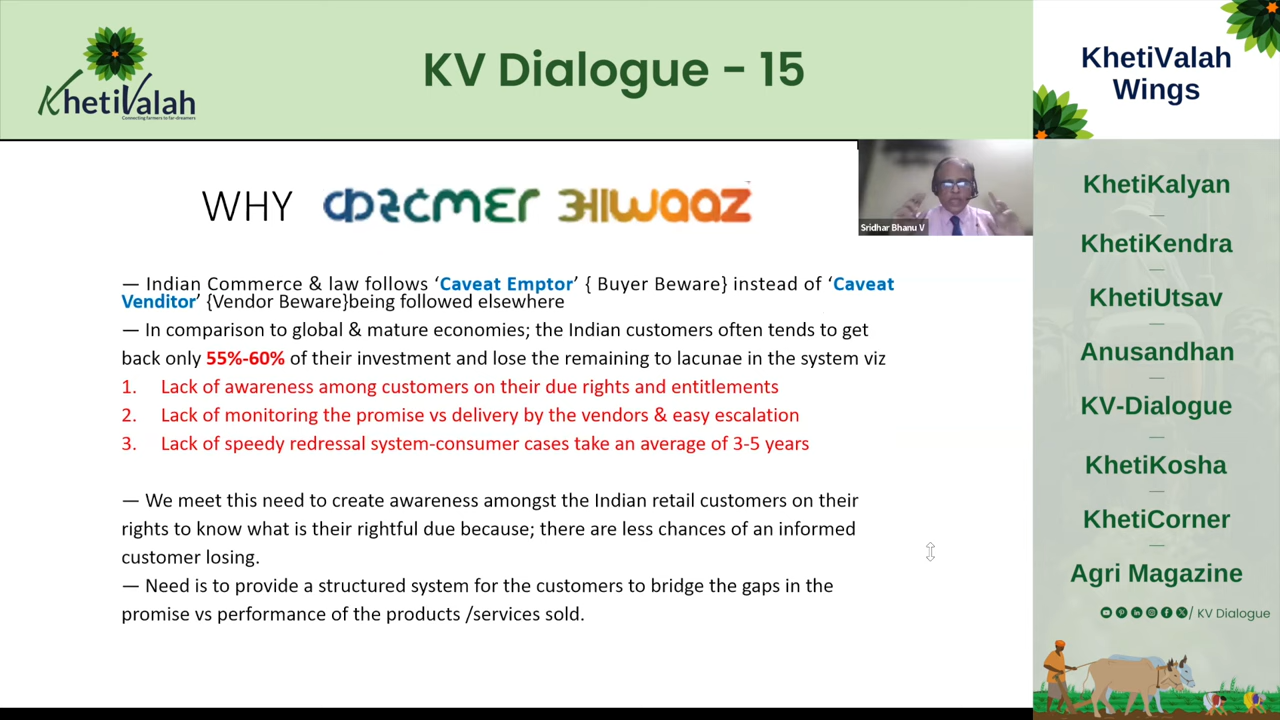 KhetiValah
Connecting farmers to far-dreamers
KV Dialogue - 15
KhetiValah
Wings
WHY कस्टमर आwaaz
Sridhar Bhanu V
— Indian Commerce & law follows ‘Caveat Emptor’ { Buyer Beware} instead of ‘Caveat
Venditor’ {Vendor Beware}being followed elsewhere
— In comparison to global & mature economies; the Indian customers often tends to get
back only 55%-60% of their investment and lose the remaining to lacunae in the system viz
1. Lack of awareness among customers on their due rights and entitlements
2. Lack of monitoring the promise vs delivery by the vendors & easy escalation
3. Lack of speedy redressal system-consumer cases take an average of 3-5 years
— We meet this need to create awareness amongst the Indian retail customers on their
rights to know what is their rightful due because; there are less chances of an informed
customer losing.
— Need is to provide a structured system for the customers to bridge the gaps in the
promise vs performance of the products /services sold.
KhetiKalyan
KhetiKendra
KhetiUtsav
Anusandhan
KV-Dialogue
KhetiKosha
KhetiCorner
Agri Magazine
/ KV Dialogue